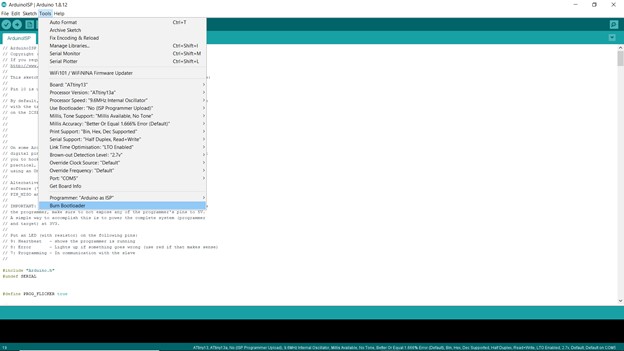 ArduinoISP | Arduino 1.8.12
File Edit Sketch Tools Help
ArduinoISP
Auto Format Ctrl+T
Archive Sketch
Fix Encoding & Reload
Manage Libraries... Ctrl+Shift+I
Serial Monitor Ctrl+Shift+M
Serial Plotter Ctrl+Shift+L
WiFi101 / WiFiNINA Firmware Updater
Board: "ATtiny13"
Processor Version: "ATtiny13a"
Processor Speed: "9.6MHz Internal Oscillator"
Use Bootloader: "No (ISP Programmer Upload)"
Millis, Tone Support: "Millis Available, No Tone"
Millis Accuracy: "Better Or Equal 1.666% Error (Default)"
Print Support: "Bin, Hex, Dec Supported"
Serial Support: "Half Duplex, Read+Write"
Link Time Optimisation: "LTO Enabled"
Brown-out Detection Level: "2.7v"
Override Clock Source: "Default"
Override Frequency: "Default"
Port: "COM5"
Get Board Info
Programmer: "Arduino as ISP"
Burn Bootloader
// ArduinoISP
// Copyright
// If you
// This sketch
// Pin 10 is
// By default,
// with the
// on the ICSP
// On some
// digital
// you to hook
// practical,
// using an
// Alternative
// software
// PIN_MISO
// IMPORTANT:
// the programmer, make sure to not expose any of the programmer's pins to 5V.
// A simple way to accomplish this is to power the complete system (programmer
// and target) at 3V3.
//
// Put an LED (with resistor) on the following pins:
// 9: Heartbeat - shows the programmer is running
// 8: Error - Lights up if something goes wrong (use red if that makes sense)
// 7: Programming - In communication with the slave
//
#include "Arduino.h"
#undef SERIAL
#define PROG_FLICKER true
ATtiny13, ATtiny13a, No (ISP Programmer Upload), 9.6MHz Internal Oscillator, Millis Available, No Tone, Better Or Equal 1.666% Error (Default), Bin, Hex, Dec Supported, Half Duplex, Read+Write, LTO Enabled, 2.7v, Default, Default on COM5